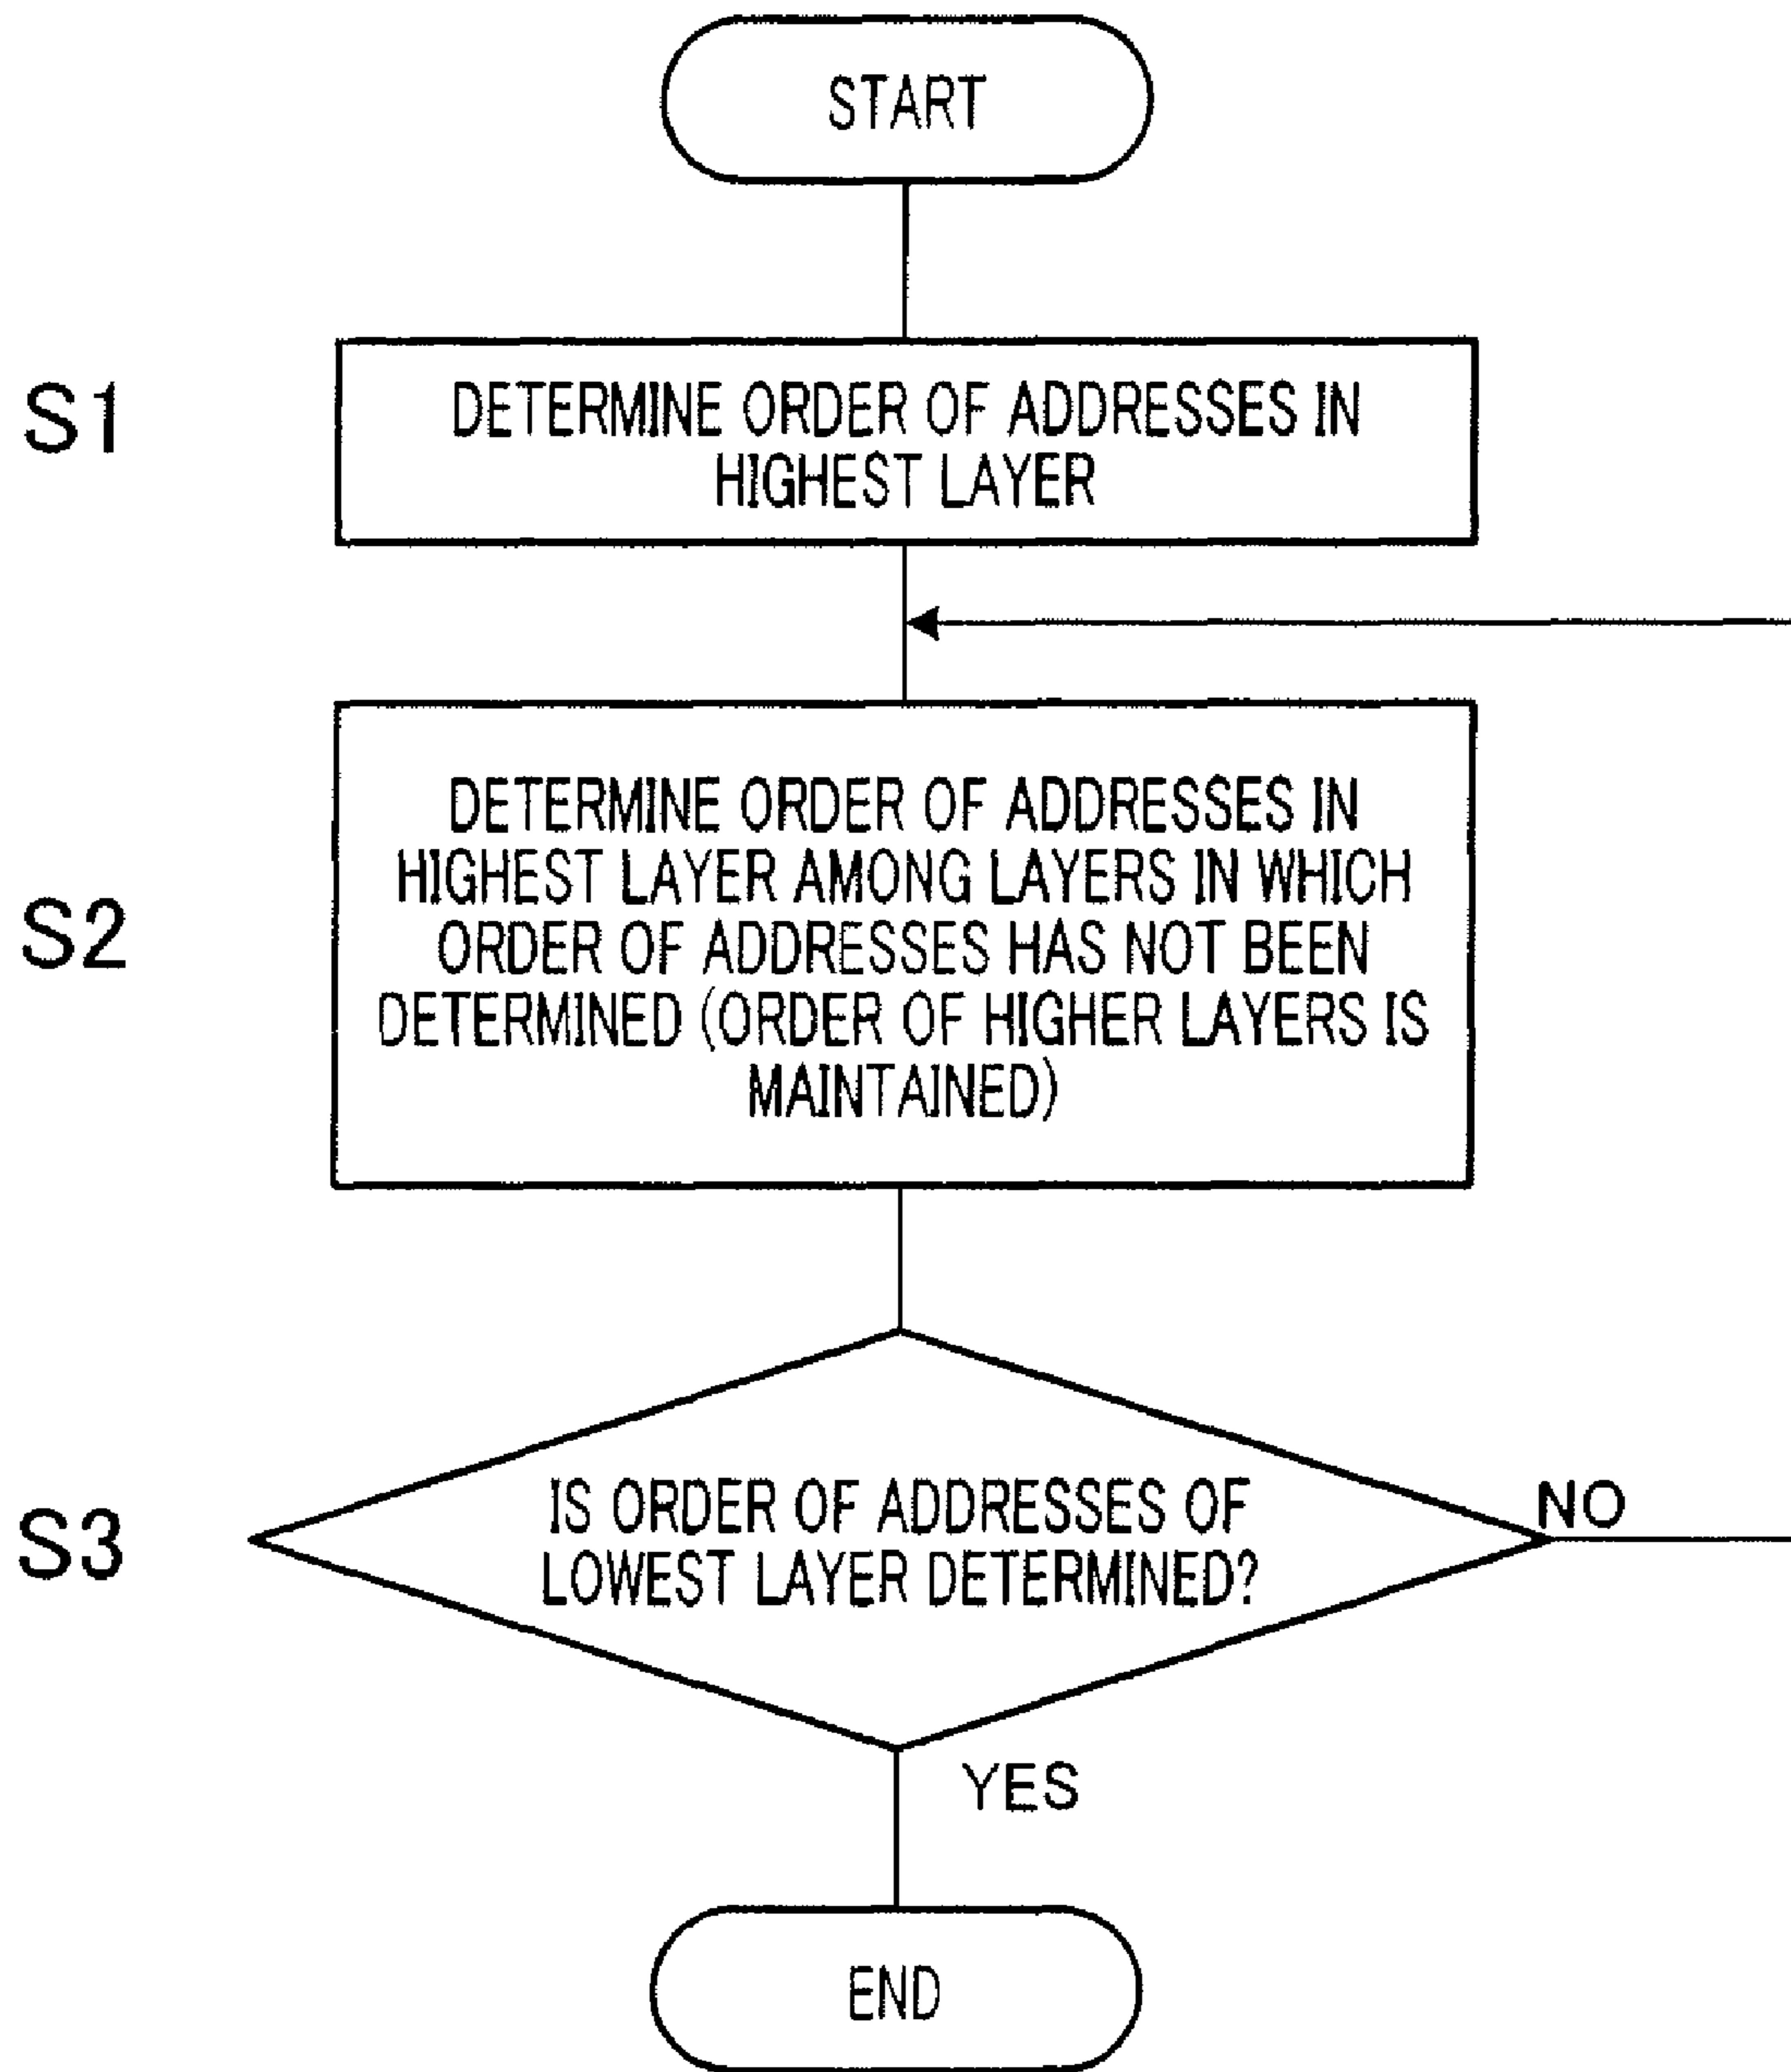 START
S1
DETERMINE ORDER OF ADDRESSES IN
HIGHEST LAYER
S2
DETERMINE ORDER OF ADDRESSES IN
HIGHEST LAYER AMONG LAYERS IN WHICH
ORDER OF ADDRESSES HAS NOT BEEN
DETERMINED (ORDER OF HIGHER LAYERS IS
MAINTAINED)
S3
IS ORDER OF ADDRESSES OF
LOWEST LAYER DETERMINED?
NO
YES
END